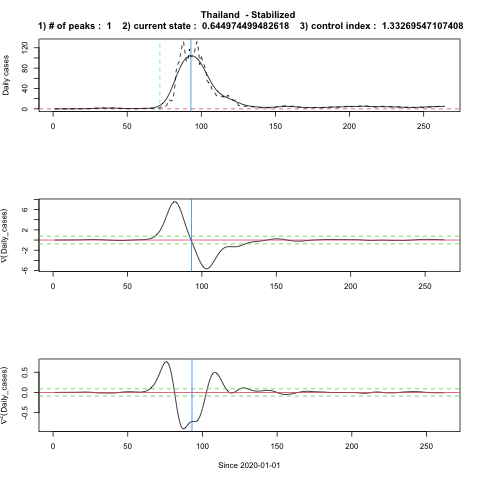 Thailand - Stabilized
1) # of peaks : 1 2) current state : 0.644974499482618 3) control index : 1.33269547107408
Daily cases
0 40 80 120
0 50 100 150 200 250
∇(Daily_cases)
-6 -2 2 6
0 50 100 150 200 250
∇²(Daily_cases)
-0.5 0.0 0.5
0 50 100 150 200 250
Since 2020-01-01